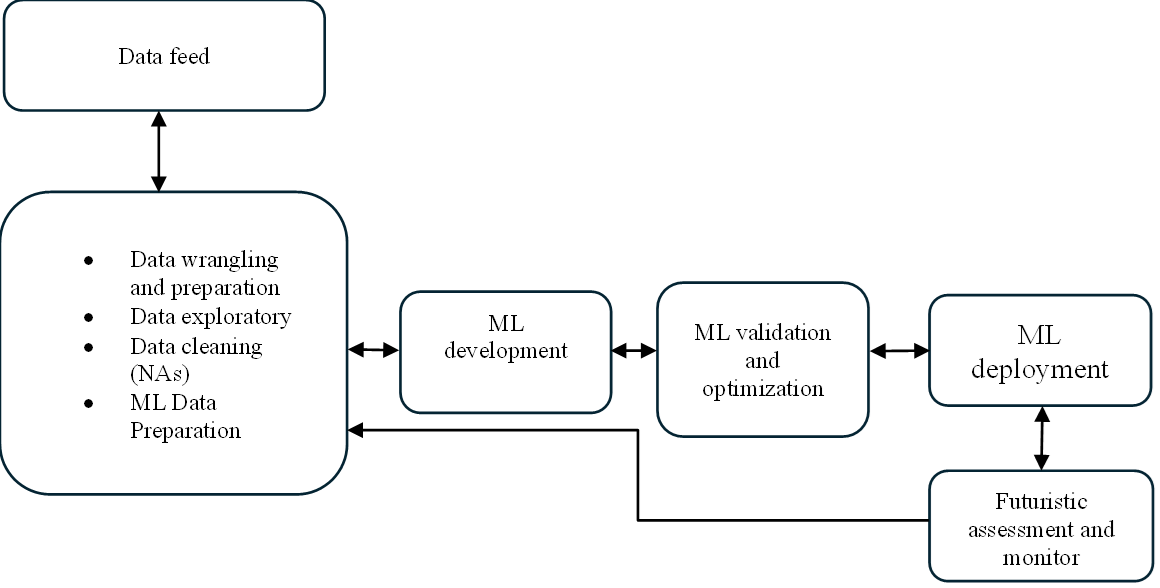 Data feed
● Data wrangling
and preparation
● Data exploratory
● Data cleaning
(NAs)
● ML Data
Preparation
ML
development
ML validation
and
optimization
ML
deployment
Futuristic
assessment and
monitor